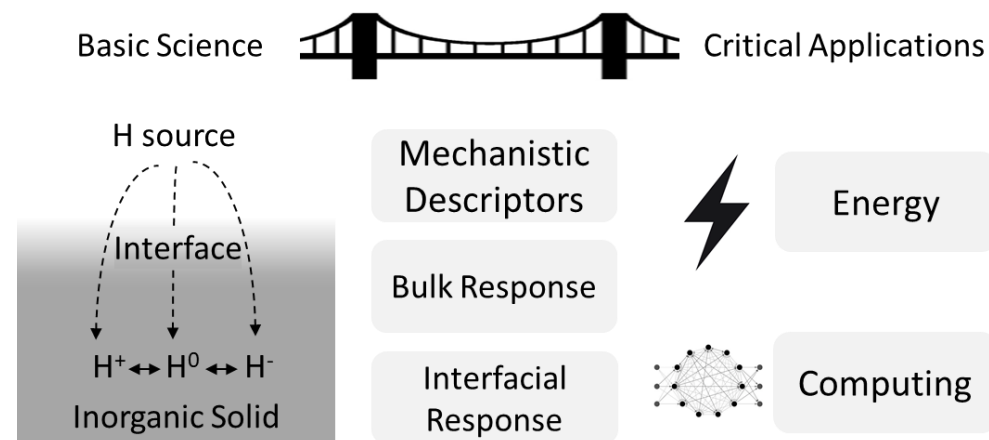 Basic Science
Critical Applications
H source
Interface
H⁺ ↔ H⁰ ↔ H⁻
Inorganic Solid
Mechanistic
Descriptors
Bulk Response
Interfacial
Response
Energy
Computing